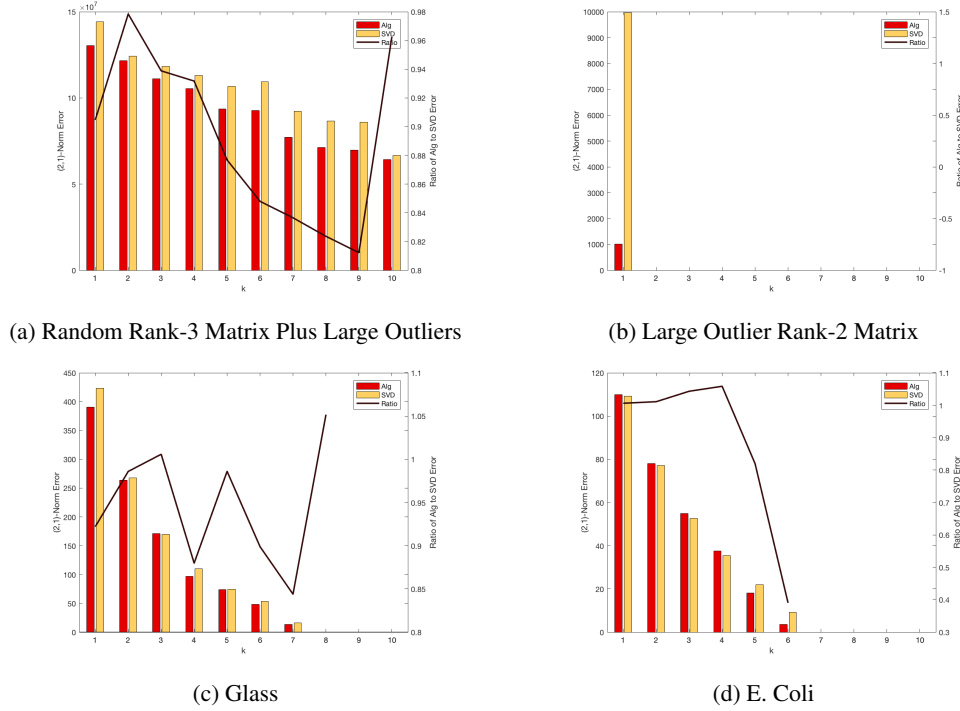 ×10⁷
15
10
5
0
(2,1)-Norm Error
0.98
0.96
0.94
0.92
0.9
0.88
0.86
0.84
0.82
0.8
Ratio of Alg to SVD Error
Alg
SVD
Ratio
1 2 3 4 5 6 7 8 9 10
k
(a) Random Rank-3 Matrix Plus Large Outliers
10000
9000
8000
7000
6000
5000
4000
3000
2000
1000
0
(2,1)-Norm Error
1.5
1
0.5
0
-0.5
-1
Ratio of Alg to SVD Error
Alg
SVD
Ratio
1 2 3 4 5 6 7 8 9 10
k
(b) Large Outlier Rank-2 Matrix
450
400
350
300
250
200
150
100
50
0
(2,1)-Norm Error
1.1
1.05
1
0.95
0.9
0.85
0.8
Ratio of Alg to SVD Error
Alg
SVD
Ratio
1 2 3 4 5 6 7 8 9 10
k
(c) Glass
120
100
80
60
40
20
0
(2,1)-Norm Error
1.1
1
0.9
0.8
0.7
0.6
0.5
0.4
0.3
Ratio of Alg to SVD Error
Alg
SVD
Ratio
1 2 3 4 5 6 7 8 9 10
k
(d) E. Coli